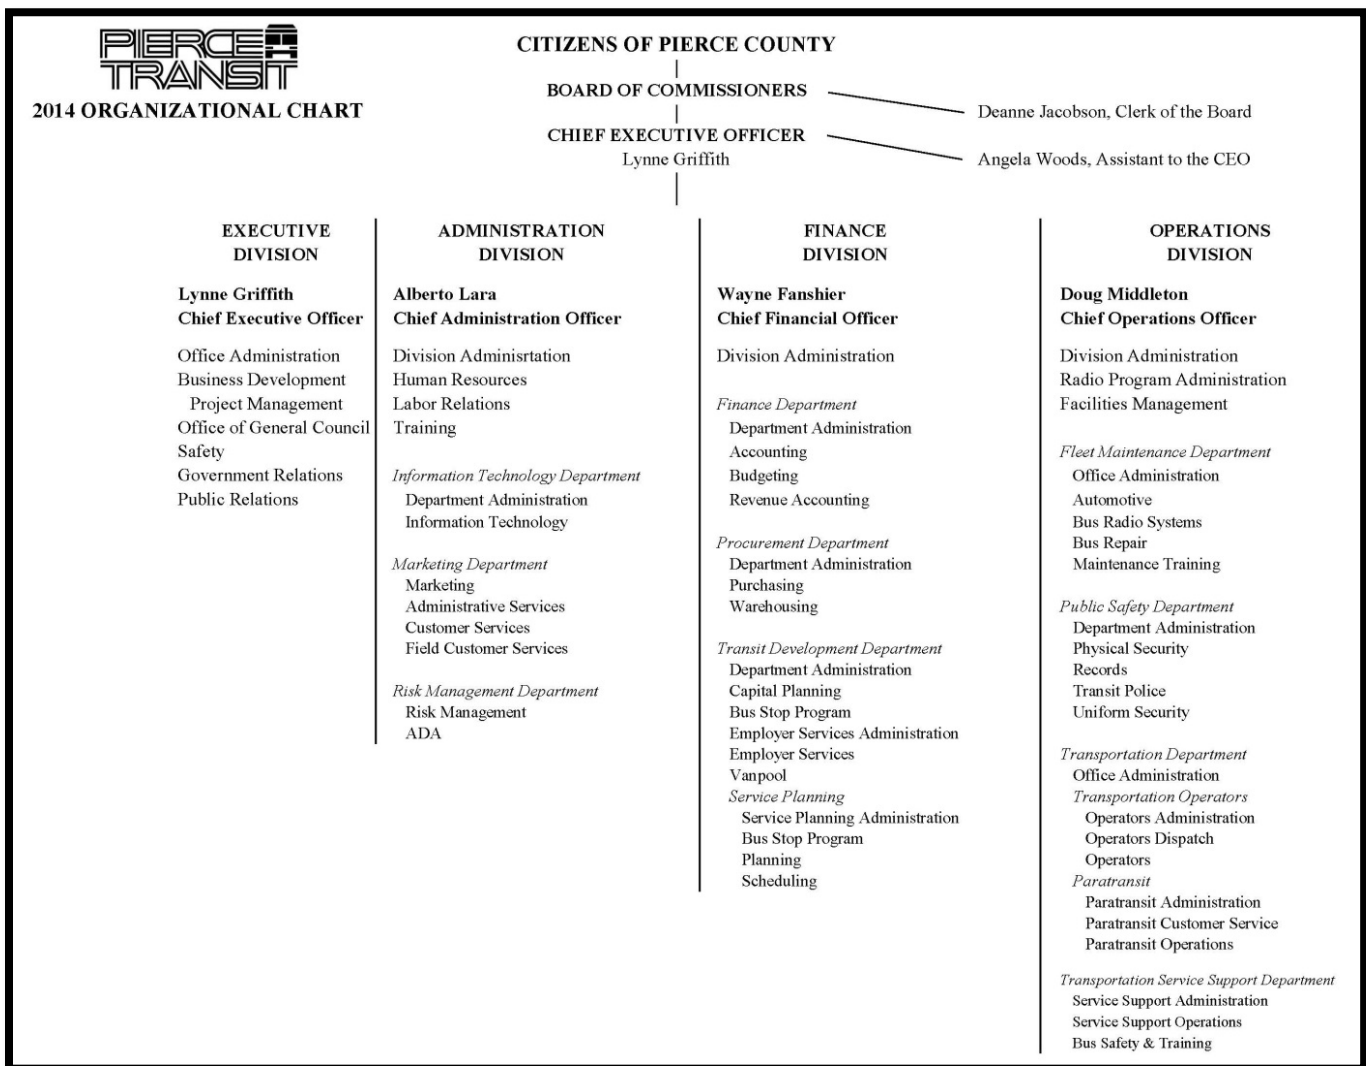 PIERCE
TRANSIT
2014 ORGANIZATIONAL CHART
CITIZENS OF PIERCE COUNTY
BOARD OF COMMISSIONERS
Deanne Jacobson, Clerk of the Board
CHIEF EXECUTIVE OFFICER
Lynne Griffith
Angela Woods, Assistant to the CEO
EXECUTIVE
DIVISION
Lynne Griffith
Chief Executive Officer
Office Administration
Business Development
Project Management
Office of General Council
Safety
Government Relations
Public Relations
ADMINISTRATION
DIVISION
Alberto Lara
Chief Administration Officer
Division Adminisrtation
Human Resources
Labor Relations
Training
Information Technology Department
Department Administration
Information Technology
Marketing Department
Marketing
Administrative Services
Customer Services
Field Customer Services
Risk Management Department
Risk Management
ADA
FINANCE
DIVISION
Wayne Fanshier
Chief Financial Officer
Division Administration
Finance Department
Department Administration
Accounting
Budgeting
Revenue Accounting
Procurement Department
Department Administration
Purchasing
Warehousing
Transit Development Department
Department Administration
Capital Planning
Bus Stop Program
Employer Services Administration
Employer Services
Vanpool
Service Planning
Service Planning Administration
Bus Stop Program
Planning
Scheduling
OPERATIONS
DIVISION
Doug Middleton
Chief Operations Officer
Division Administration
Radio Program Administration
Facilities Management
Fleet Maintenance Department
Office Administration
Automotive
Bus Radio Systems
Bus Repair
Maintenance Training
Public Safety Department
Department Administration
Physical Security
Records
Transit Police
Uniform Security
Transportation Department
Office Administration
Transportation Operators
Operators Administration
Operators Dispatch
Operators
Paratransit
Paratransit Administration
Paratransit Customer Service
Paratransit Operations
Transportation Service Support Department
Service Support Administration
Service Support Operations
Bus Safety & Training